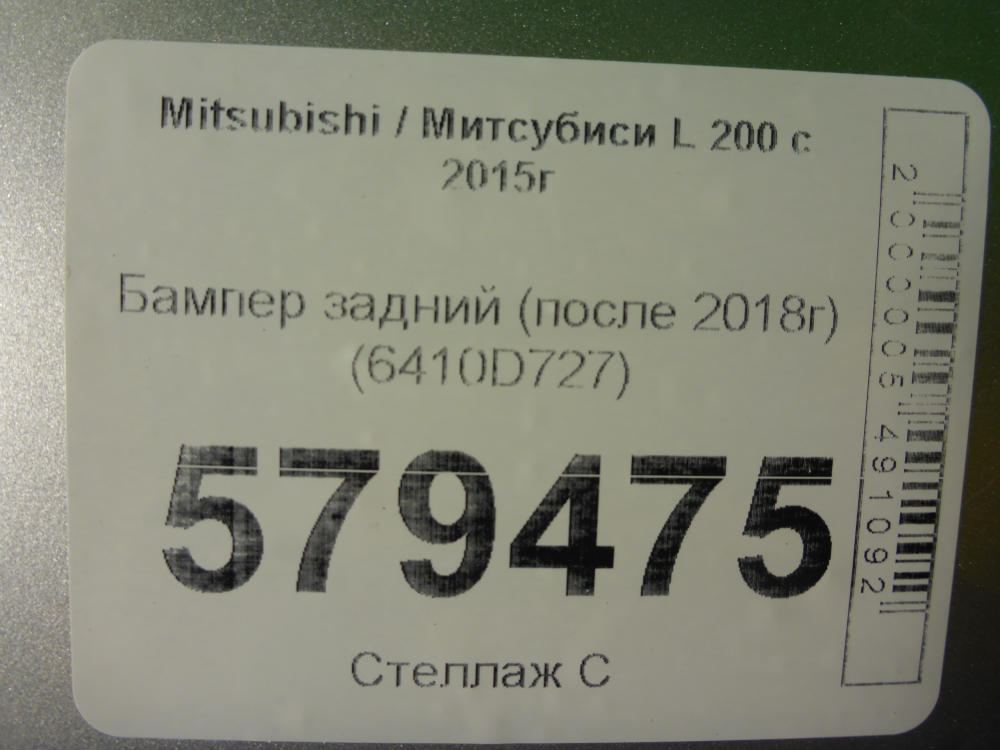 Mitsubishi / Митсубиси L 200 с
2015г
Бампер задний (после 2018г)
(6410D727)
579475
Стеллаж С
2000005491092